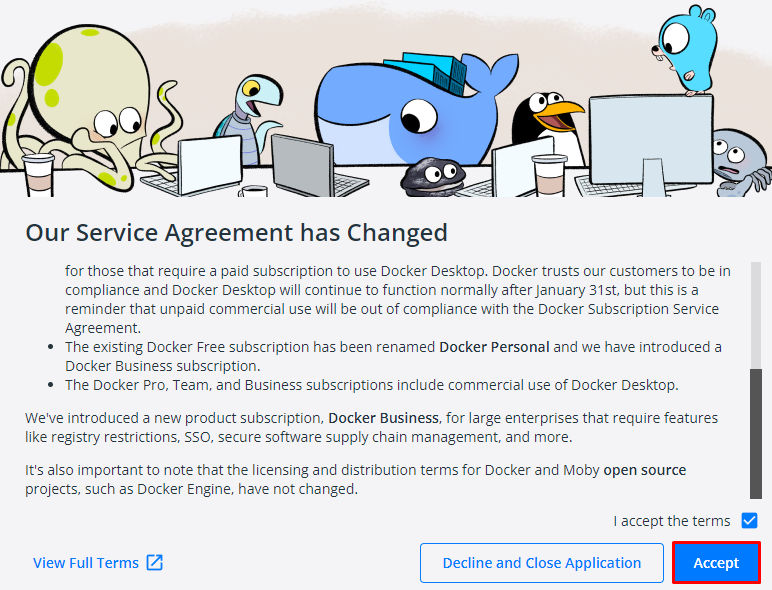 Our Service Agreement has Changed
for those that require a paid subscription to use Docker Desktop. Docker trusts our customers to be in
compliance and Docker Desktop will continue to function normally after January 31st, but this is a
reminder that unpaid commercial use will be out of compliance with the Docker Subscription Service
Agreement.
• The existing Docker Free subscription has been renamed Docker Personal and we have introduced a
Docker Business subscription.
• The Docker Pro, Team, and Business subscriptions include commercial use of Docker Desktop.
We've introduced a new product subscription, Docker Business, for large enterprises that require features
like registry restrictions, SSO, secure software supply chain management, and more.
It's also important to note that the licensing and distribution terms for Docker and Moby open source
projects, such as Docker Engine, have not changed.
I accept the terms
View Full Terms
Decline and Close Application
Accept